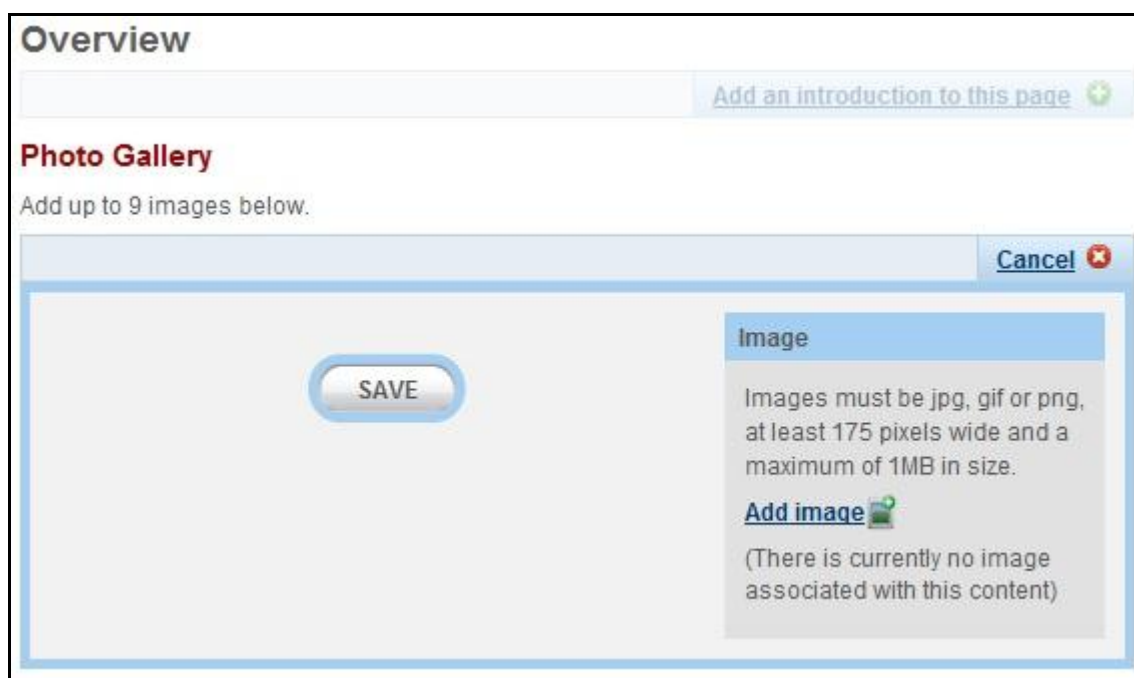 Overview
Add an introduction to this page
Photo Gallery
Add up to 9 images below.
Cancel
SAVE
Image
Images must be jpg, gif or png,
at least 175 pixels wide and a
maximum of 1MB in size.
Add image
(There is currently no image
associated with this content)